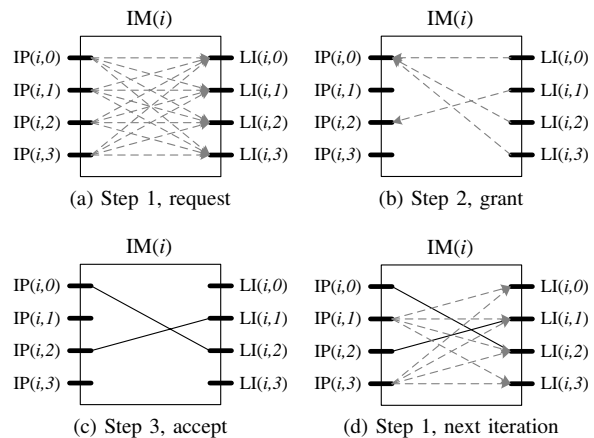 IM(i)
IP(i,0) LI(i,0)
IP(i,1) LI(i,1)
IP(i,2) LI(i,2)
IP(i,3) LI(i,3)
(a) Step 1, request
IM(i)
IP(i,0) LI(i,0)
IP(i,1) LI(i,1)
IP(i,2) LI(i,2)
IP(i,3) LI(i,3)
(b) Step 2, grant
IM(i)
IP(i,0) LI(i,0)
IP(i,1) LI(i,1)
IP(i,2) LI(i,2)
IP(i,3) LI(i,3)
(c) Step 3, accept
IM(i)
IP(i,0) LI(i,0)
IP(i,1) LI(i,1)
IP(i,2) LI(i,2)
IP(i,3) LI(i,3)
(d) Step 1, next iteration